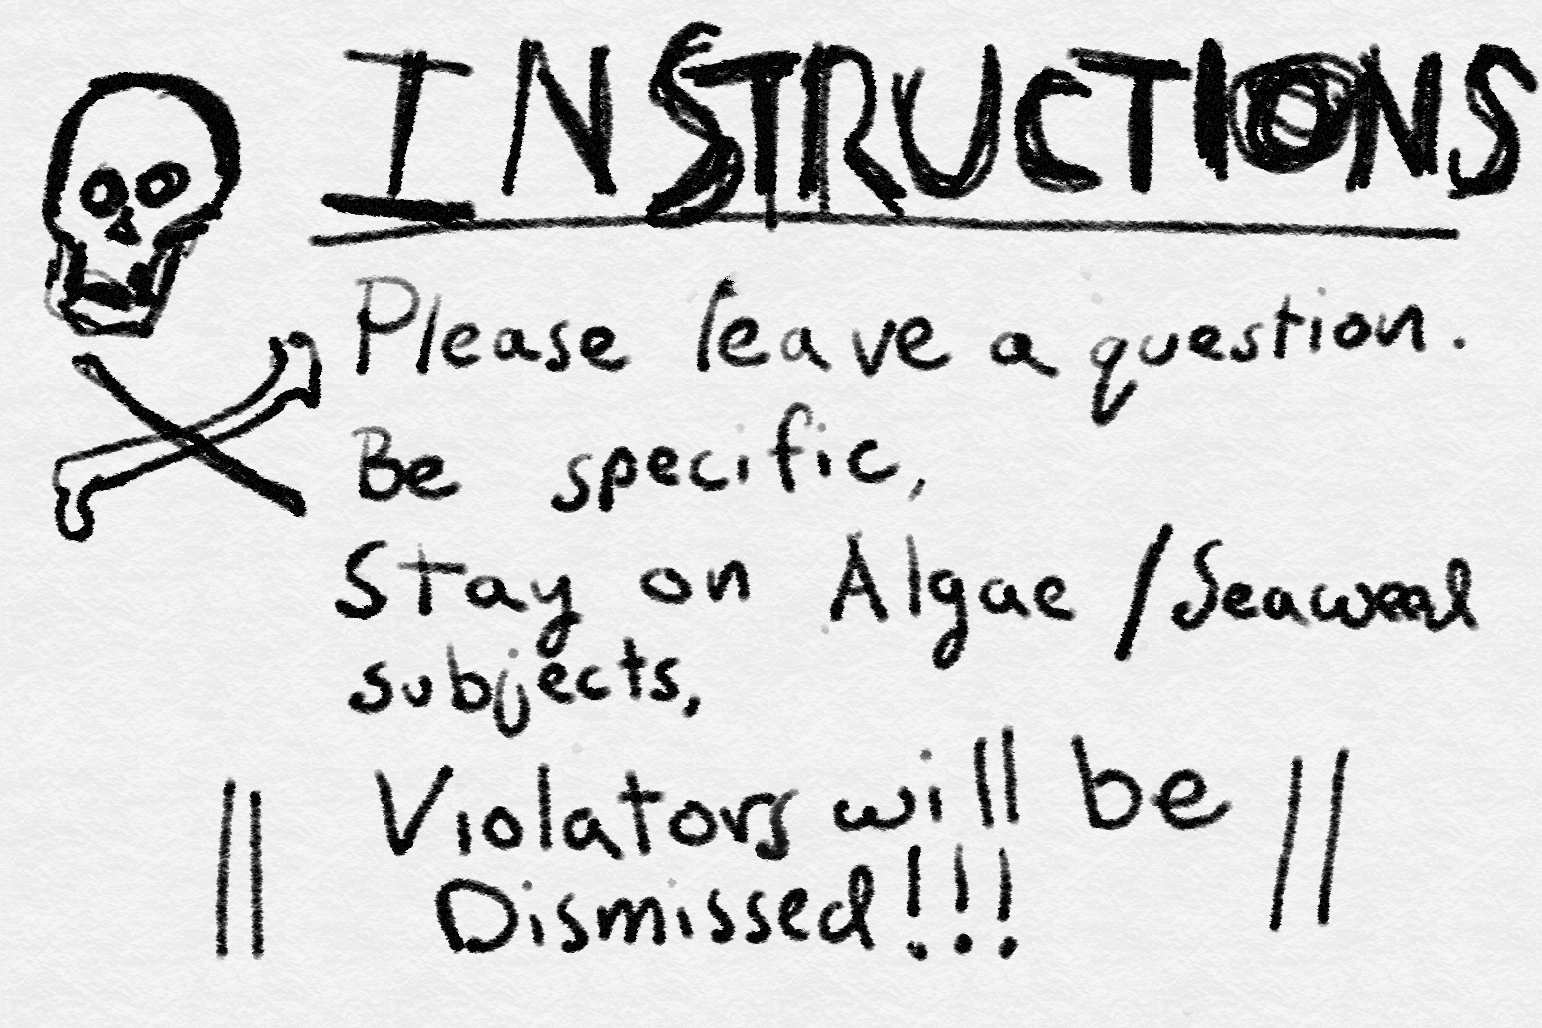 INSTRUCTIONS
Please leave a question.
Be specific,
Stay on Algae / Seaweed
subjects,
Violators will be
Dismissed!!!